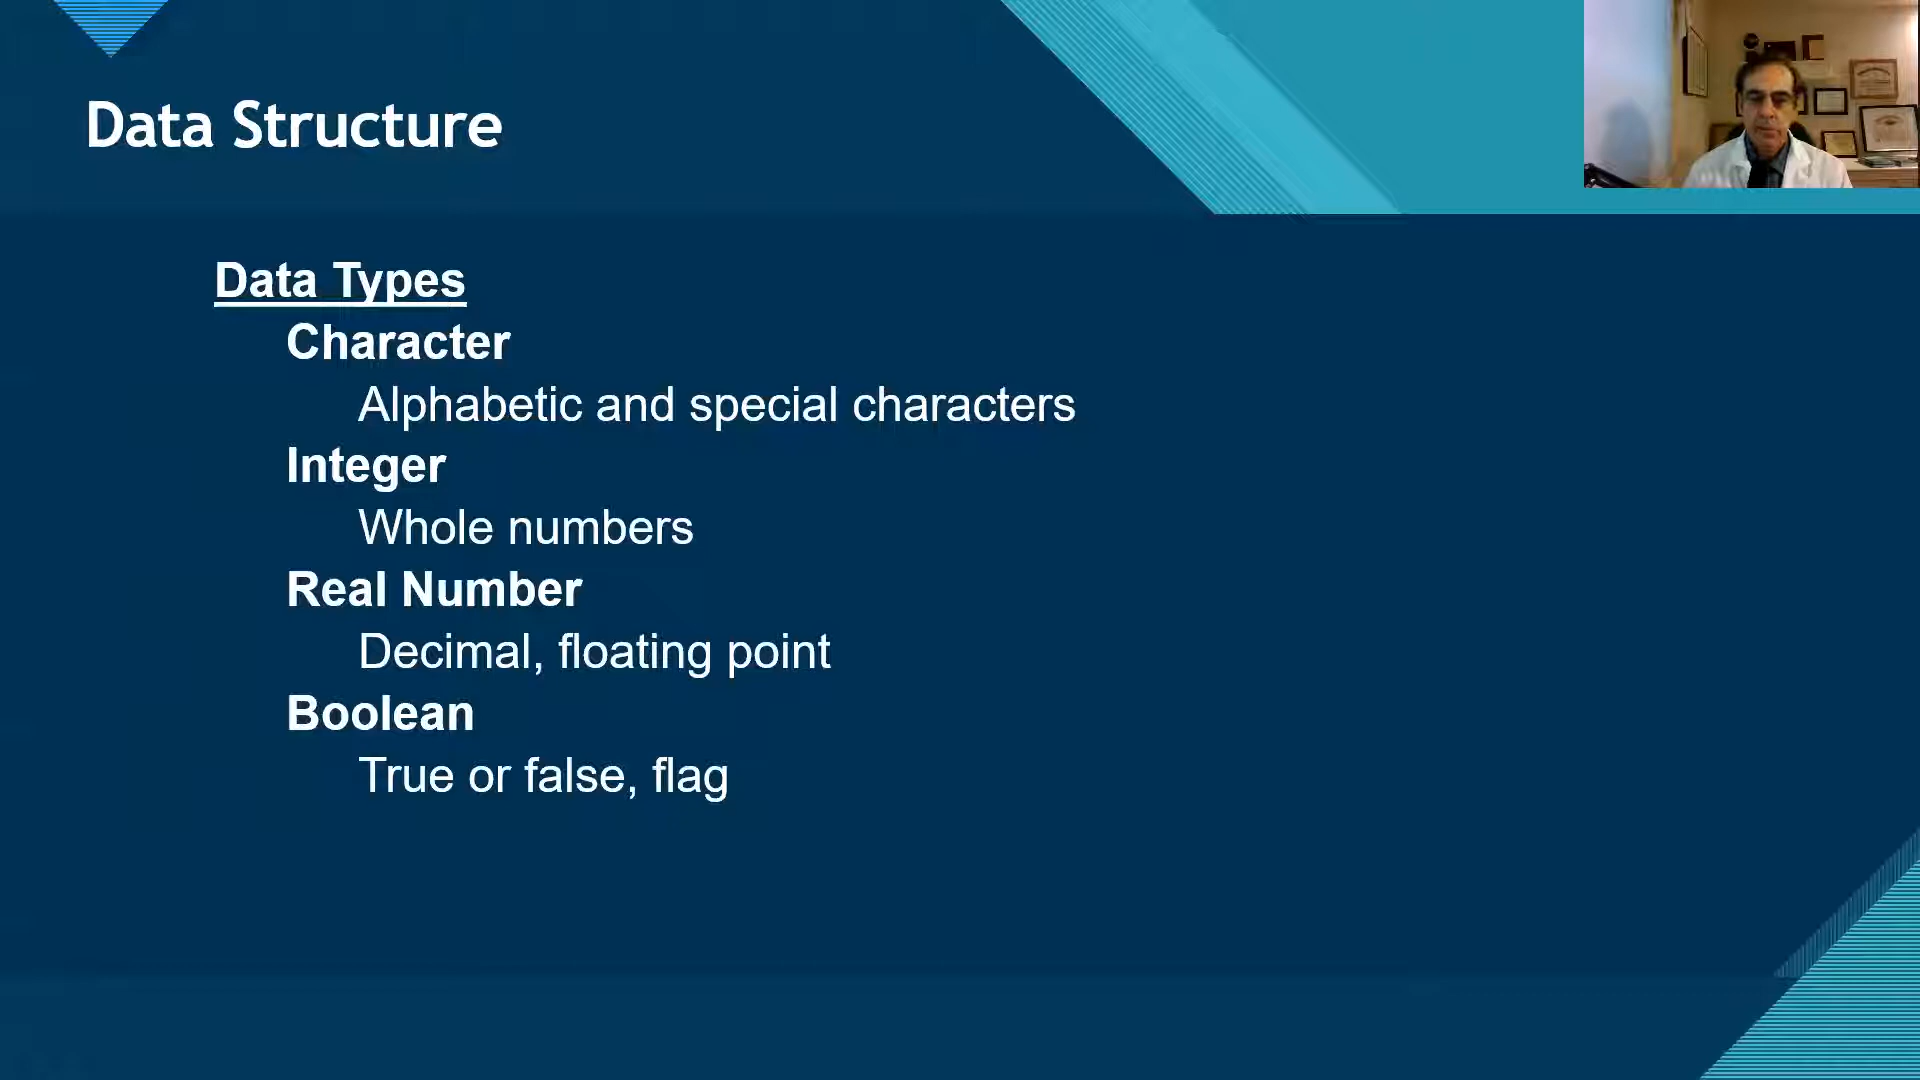 Data Structure
Data Types
Character
Alphabetic and special characters
Integer
Whole numbers
Real Number
Decimal, floating point
Boolean
True or false, flag